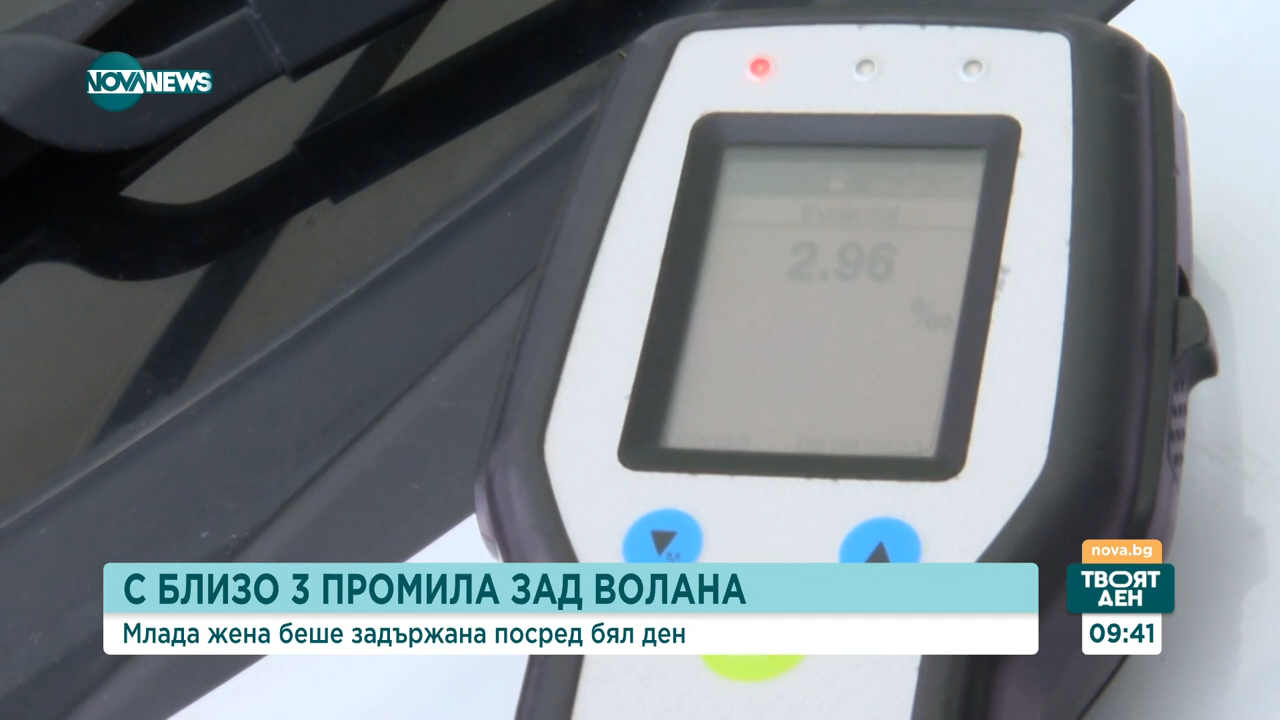 NOVANEWS
2.96
‰
M
С БЛИЗО 3 ПРОМИЛА ЗАД ВОЛАНА
Млада жена беше задържана посред бял ден
nova.bg
ТВОЯТ
ДЕН
09:41